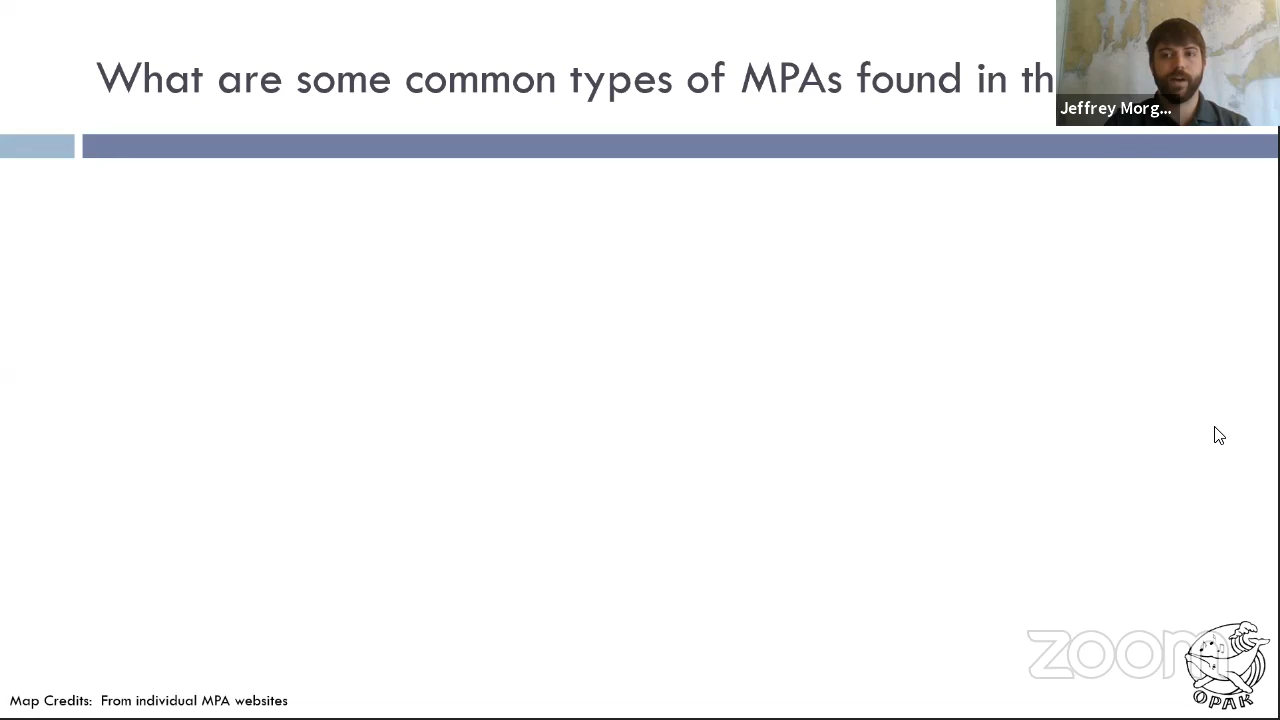 What are some common types of MPAs found in th
Jeffrey Morg...
zoom
OPAK
Map Credits: From individual MPA websites